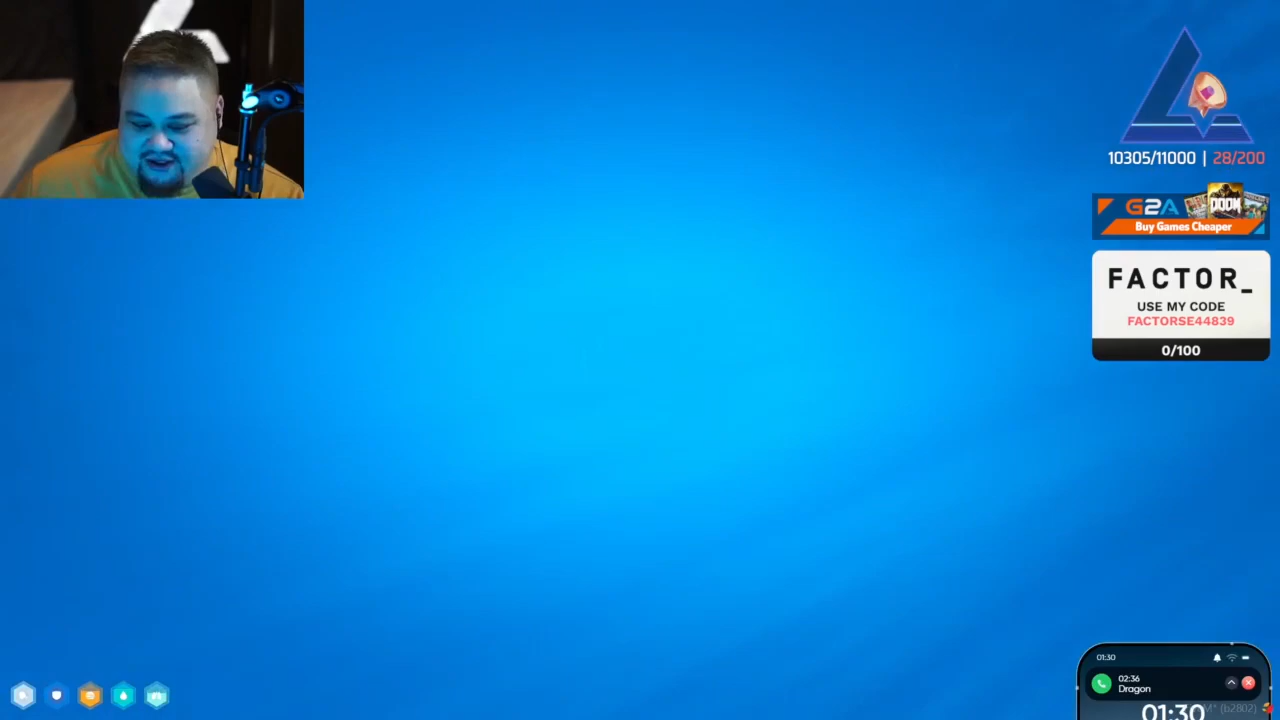 10305/11000 | 28/200
G2A
DOOM
Buy Games Cheaper
FACTOR_
USE MY CODE
FACTORSE44839
0/100
01:30
02:36
Dragon
01:30
M* (b2802)